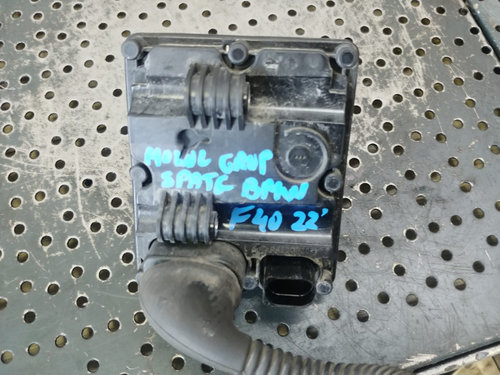 MODUL GRUP
SPATE BMW
F40 22'